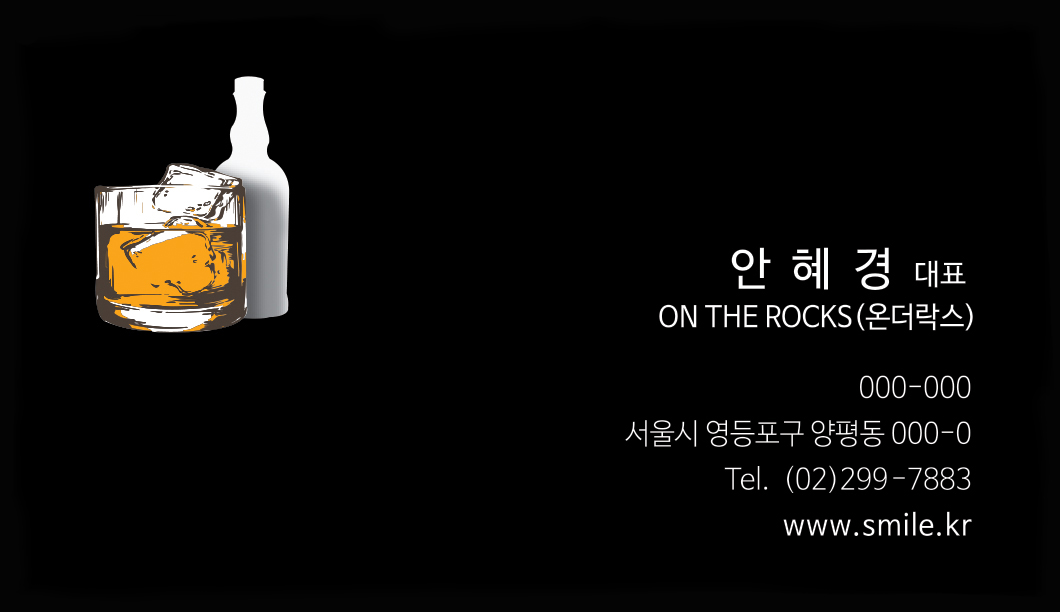 안 혜 경 대표
ON THE ROCKS(온더락스)
000-000
서울시 영등포구 양평동 000-0
Tel. (02)299-7883
www.smile.kr